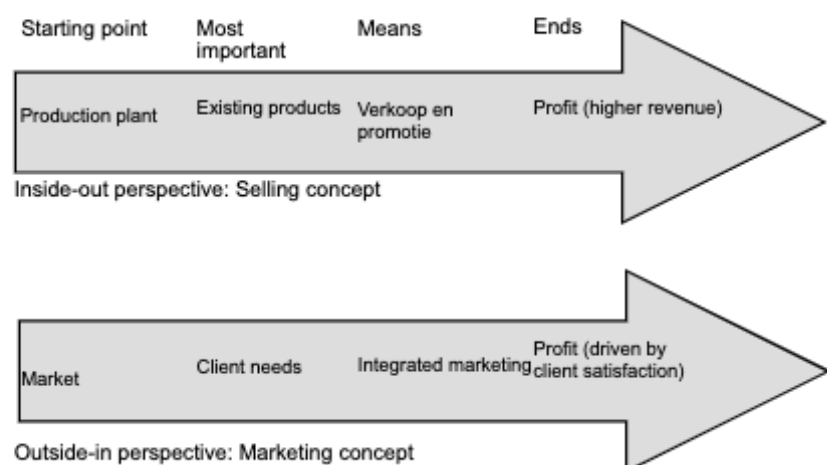 Starting point
Most
important
Means
Ends
Production plant
Existing products
Verkoop en
promotie
Profit (higher revenue)
Inside-out perspective: Selling concept
Market
Client needs
Integrated marketing
Profit (driven by
client satisfaction)
Outside-in perspective: Marketing concept